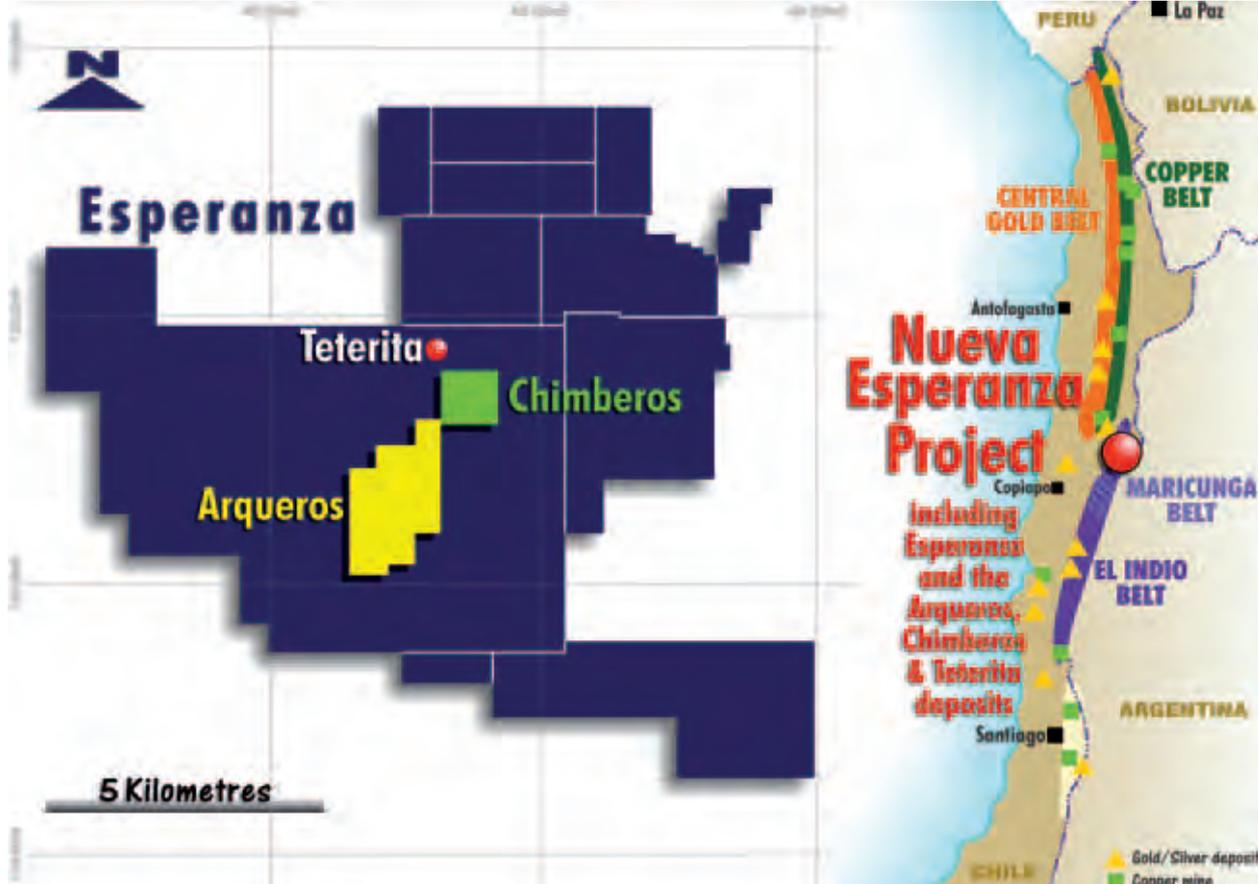 N
Esperanza
Teterita
Chimberos
Arqueros
5 Kilometres
PERU
La Paz
BOLIVIA
COPPER
BELT
CENTRAL
GOLD BELT
Antofagasta
Nueva
Esperanza
Project
Copiapo
MARICUNGA
BELT
including
Esperanza
and the
Arqueros,
Chimberos
& Teterita
deposits
EL INDIO
BELT
ARGENTINA
Santiago
CHILE
Gold/Silver deposit
Copper mine